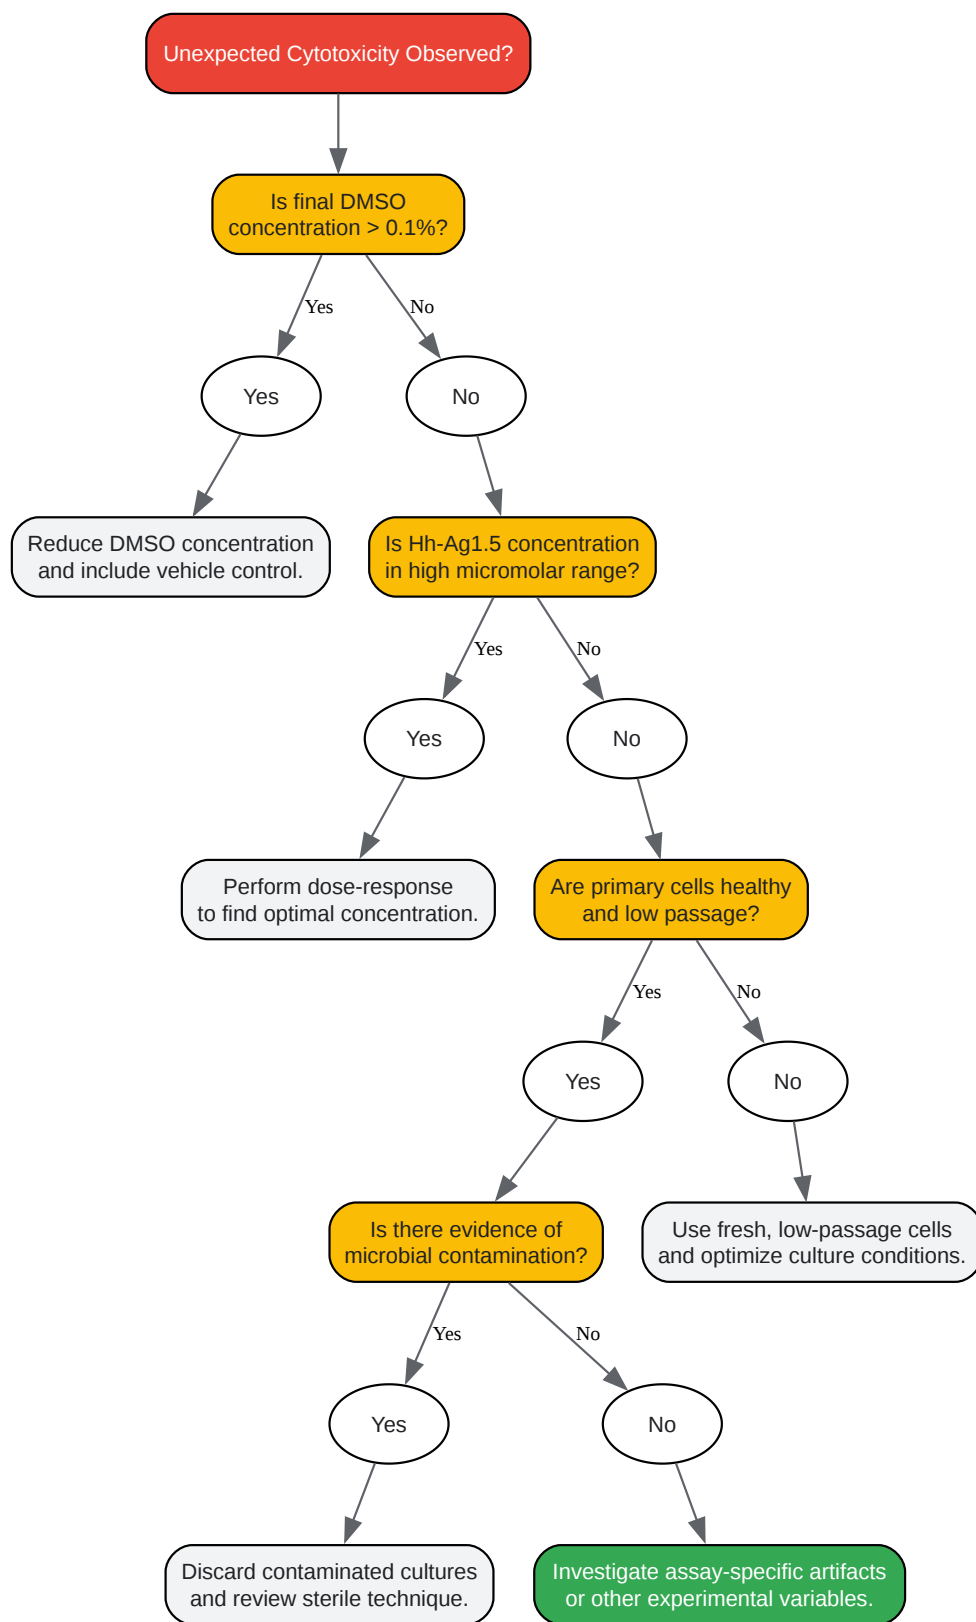 Unexpected Cytotoxicity Observed?
Is final DMSO
concentration > 0.1%?
Yes
No
Yes
No
Reduce DMSO concentration
and include vehicle control.
Is Hh-Ag1.5 concentration
in high micromolar range?
Yes
No
Yes
No
Perform dose-response
to find optimal concentration.
Are primary cells healthy
and low passage?
Yes
No
Yes
No
Is there evidence of
microbial contamination?
Use fresh, low-passage cells
and optimize culture conditions.
Yes
No
Yes
No
Discard contaminated cultures
and review sterile technique.
Investigate assay-specific artifacts
or other experimental variables.